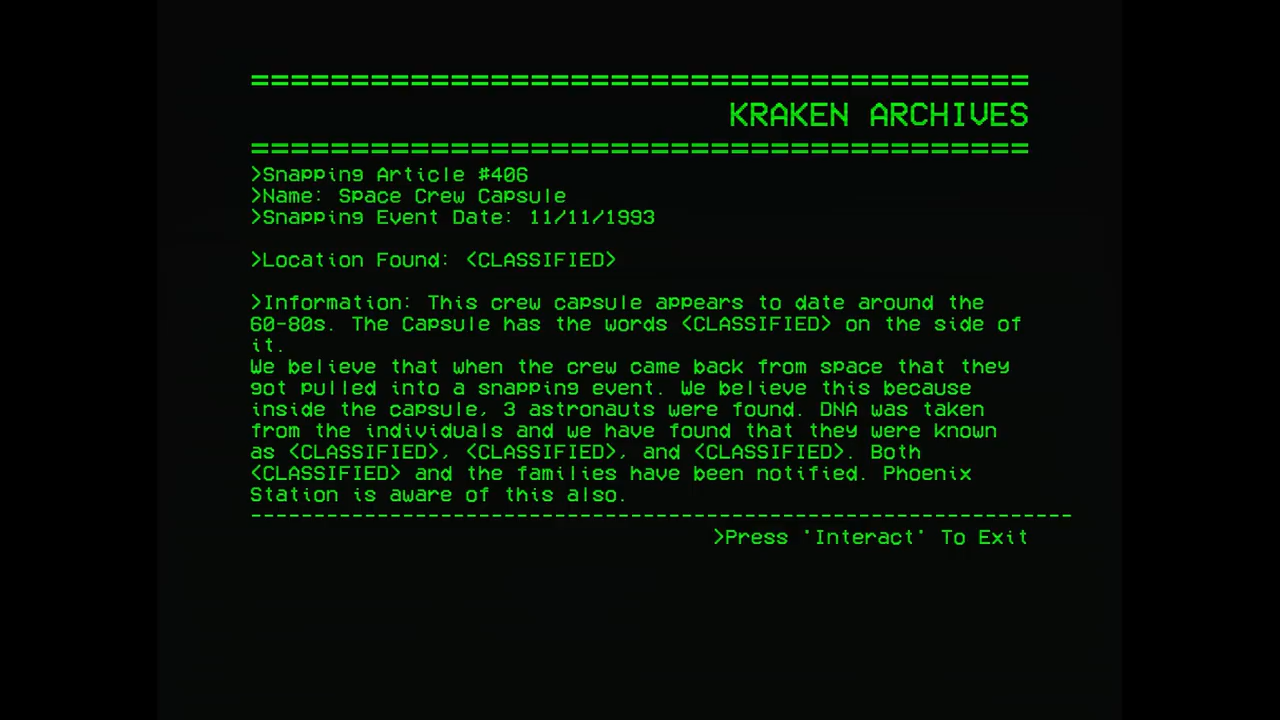 =======================================
KRAKEN ARCHIVES
=======================================
>Snapping Article #406
>Name: Space Crew Capsule
>Snapping Event Date: 11/11/1993
>Location Found: <CLASSIFIED>
>Information: This crew capsule appears to date around the
60-80s. The Capsule has the words <CLASSIFIED> on the side of
it.
We believe that when the crew came back from space that they
got pulled into a snapping event. We believe this because
inside the capsule, 3 astronauts were found. DNA was taken
from the individuals and we have found that they were known
as <CLASSIFIED>, <CLASSIFIED>, and <CLASSIFIED>. Both
<CLASSIFIED> and the families have been notified. Phoenix
Station is aware of this also.
-----------------------------------------------------------------
>Press 'Interact' To Exit